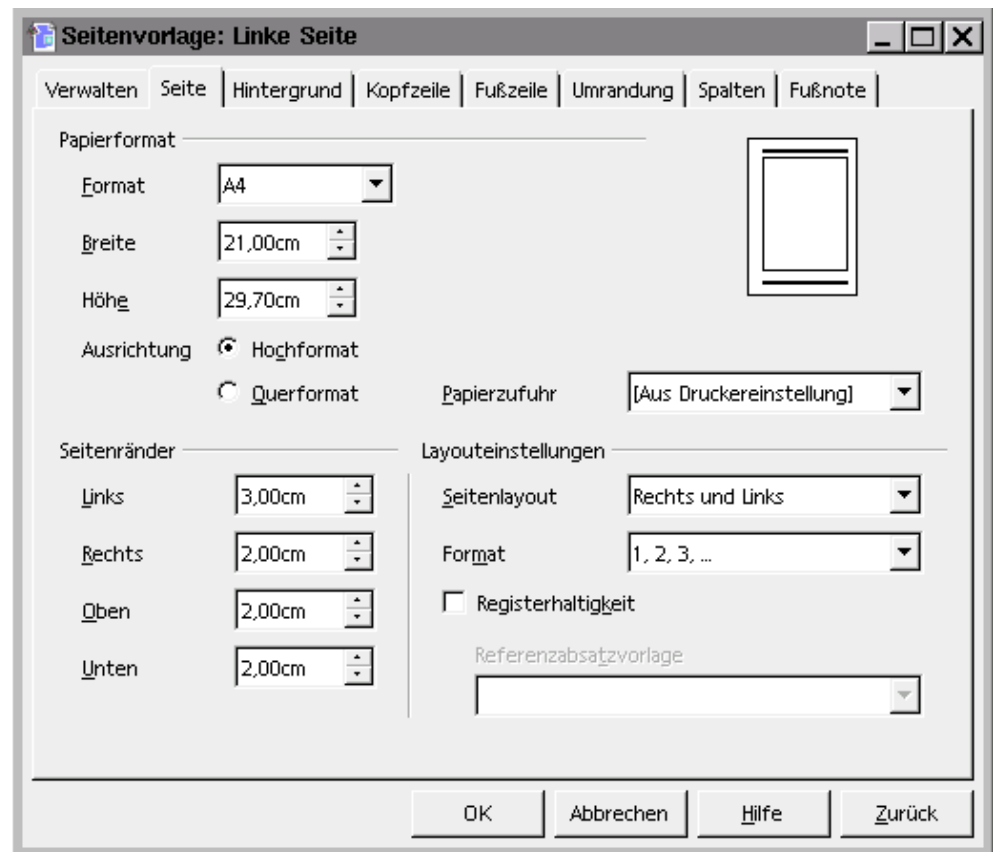 Seitenvorlage: Linke Seite
Verwalten Seite Hintergrund Kopfzeile Fußzeile Umrandung Spalten Fußnote
Papierformat
Format A4
Breite 21,00cm
Höhe 29,70cm
Ausrichtung Hochformat
Querformat Papierzufuhr [Aus Druckereinstellung]
Seitenränder Layouteinstellungen
Links 3,00cm Seitenlayout Rechts und Links
Rechts 2,00cm Format 1, 2, 3, ...
Oben 2,00cm Registerhaltigkeit
Referenzabsatzvorlage
Unten 2,00cm
OK Abbrechen Hilfe Zurück